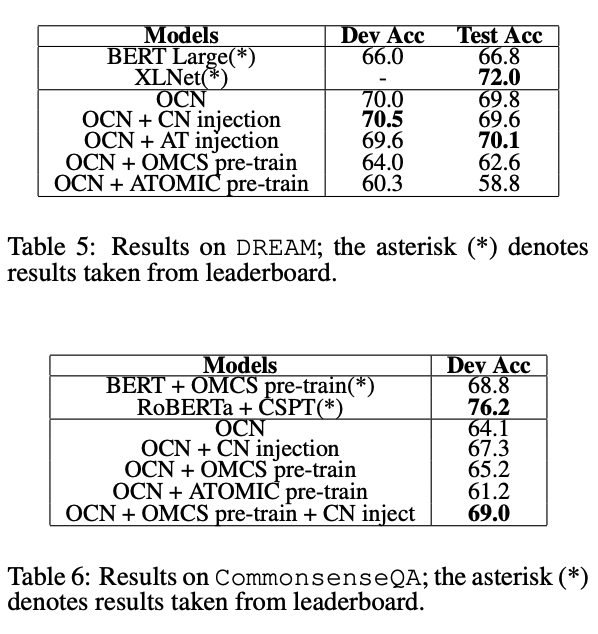 Models Dev Acc Test Acc
BERT Large(*) 66.0 66.8
XLNet(*) - 72.0
OCN 70.0 69.8
OCN + CN injection 70.5 69.6
OCN + AT injection 69.6 70.1
OCN + OMCS pre-train 64.0 62.6
OCN + ATOMIC pre-train 60.3 58.8
Table 5: Results on DREAM; the asterisk (*) denotes
results taken from leaderboard.
Models Dev Acc
BERT + OMCS pre-train(*) 68.8
RoBERTa + CSPT(*) 76.2
OCN 64.1
OCN + CN injection 67.3
OCN + OMCS pre-train 65.2
OCN + ATOMIC pre-train 61.2
OCN + OMCS pre-train + CN inject 69.0
Table 6: Results on CommonsenseQA; the asterisk (*)
denotes results taken from leaderboard.